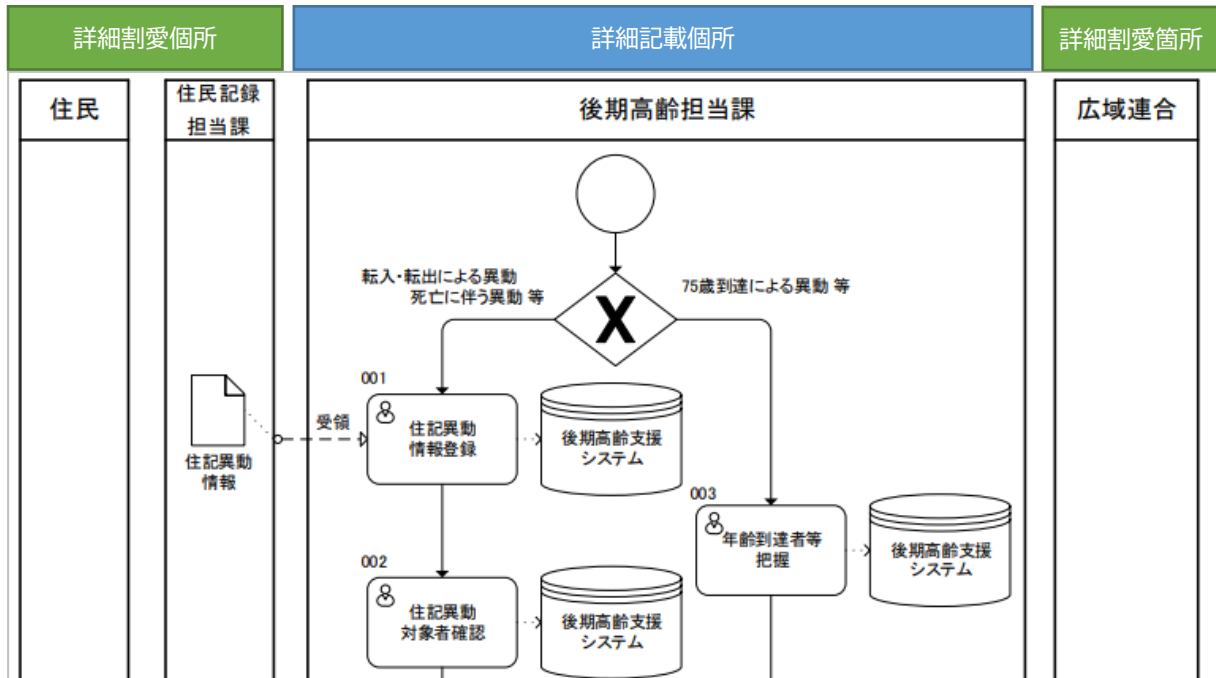 詳細割愛個所
詳細記載個所
詳細割愛箇所
住民
住民記録
担当課
後期高齢担当課
広域連合
転入・転出による異動
死亡に伴う異動 等
75歳到達による異動 等
X
001
住記異動
情報登録
後期高齢支援
システム
受領
住記異動
情報
003
年齢到達者等
把握
後期高齢支援
システム
002
住記異動
対象者確認
後期高齢支援
システム